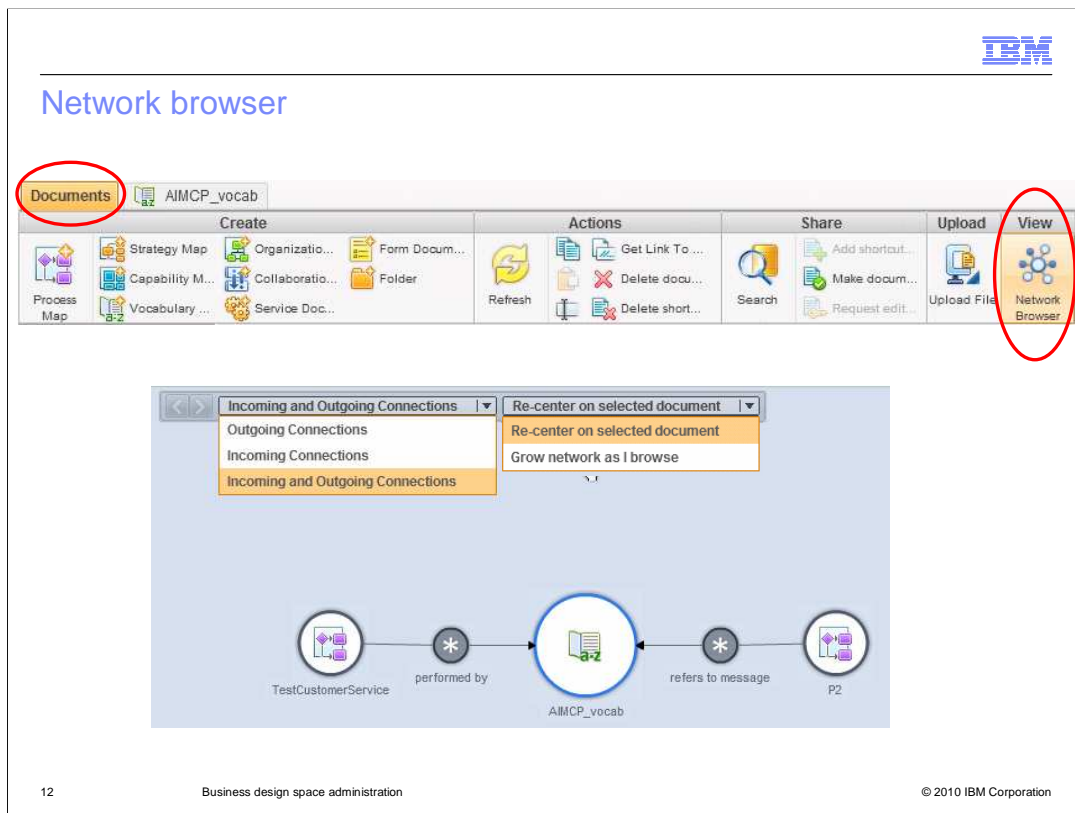 IBM
Network browser
Documents AIMCP_vocab
Create Actions Share Upload View
Strategy Map Organizatio... Form Docum... Get Link To ... Add shortcut...
Capability M... Collaboratio... Folder Delete docu... Make docum...
Process Map Vocabulary ... Service Doc... Refresh Delete short... Search Request edit... Upload File Network Browser
Incoming and Outgoing Connections Re-center on selected document
Outgoing Connections Re-center on selected document
Incoming Connections Grow network as I browse
Incoming and Outgoing Connections
a-z
TestCustomerService performed by refers to message P2
AIMCP_vocab
12 Business design space administration © 2010 IBM Corporation